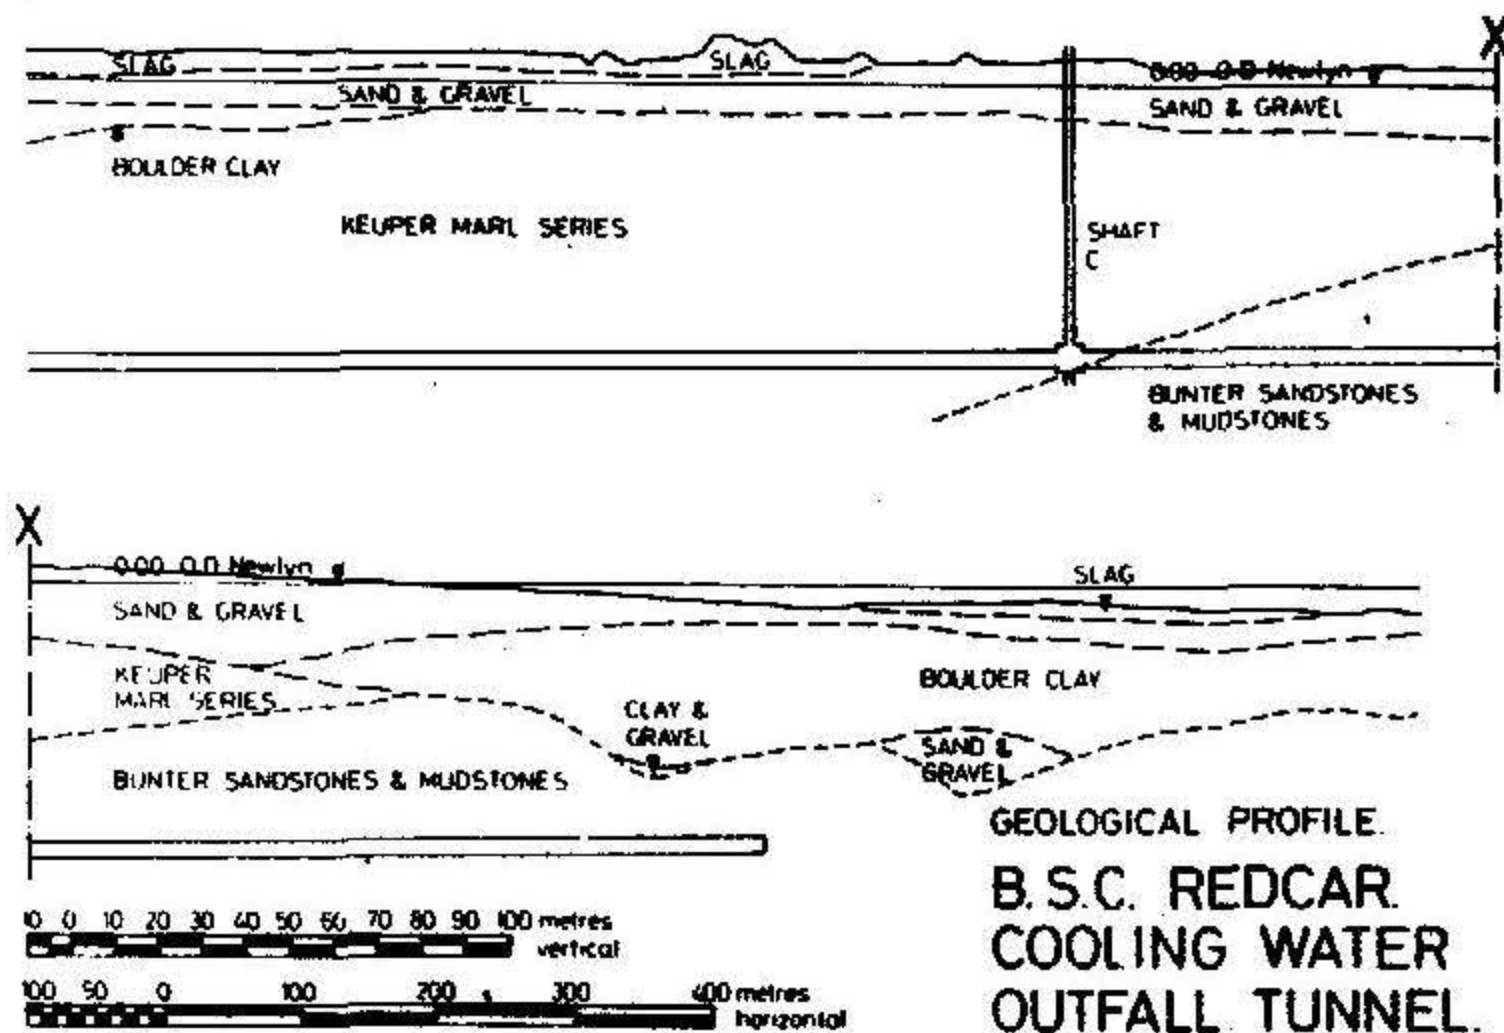 X
SLAG
SLAG
0.00 O.D Newlyn
SAND & GRAVEL
SAND & GRAVEL
BOULDER CLAY
KEUPER MARL SERIES
SHAFT
C
BUNTER SANDSTONES
& MUDSTONES
X
0.00 O.D Newlyn
SLAG
SAND & GRAVEL
KEUPER
MARL SERIES
BOULDER CLAY
CLAY &
GRAVEL
SAND &
GRAVEL
BUNTER SANDSTONES & MUDSTONES
GEOLOGICAL PROFILE.
B.S.C. REDCAR.
COOLING WATER
OUTFALL TUNNEL.
10 0 10 20 30 40 50 60 70 80 90 100 metres
vertical
100 50 0 100 200 300 400 metres
horizontal